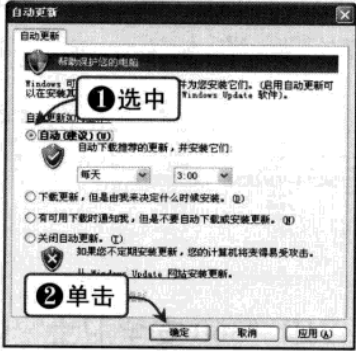 自动更新
自动更新
帮助保护您的电脑
Windows 可 并为您安装它们。(启用自动更新可
以在安装其 Windows Update 软件)。
❶选中
自动更新如
自动(建议)(U)
自动下载推荐的更新，并安装它们:
每天 3:00
下载更新，但是由我来决定什么时候安装。(D)
有可用下载时通知我，但是不要自动下载或安装更新。(N)
关闭自动更新。(T)
如果您不定期安装更新，您的计算机将变得易受攻击。
从 Windows Update 网站安装更新。
❷单击
确定 取消 应用(A)